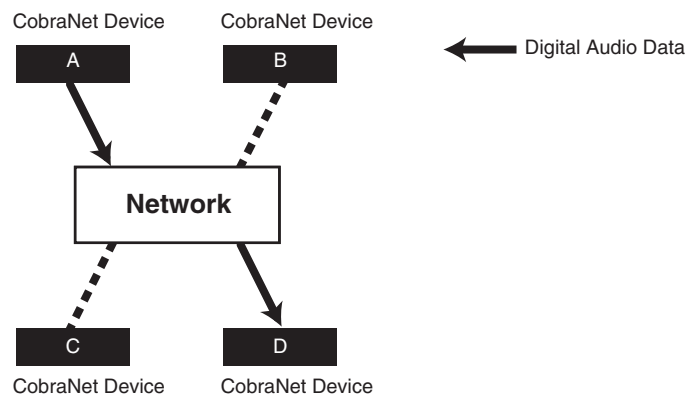 CobraNet Device
CobraNet Device
A
B
Digital Audio Data
Network
C
D
CobraNet Device
CobraNet Device